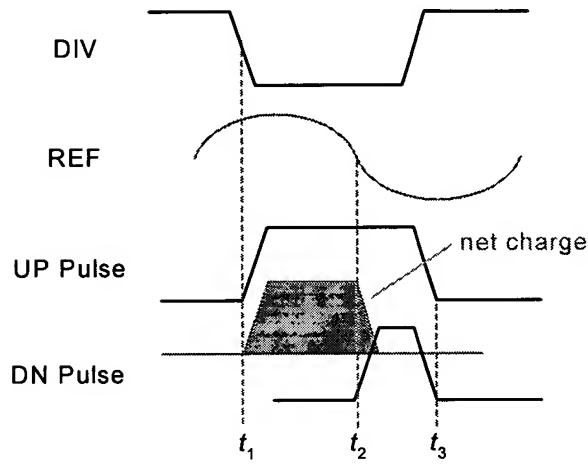 DIV
REF
net charge
UP Pulse
DN Pulse
t1 t2 t3